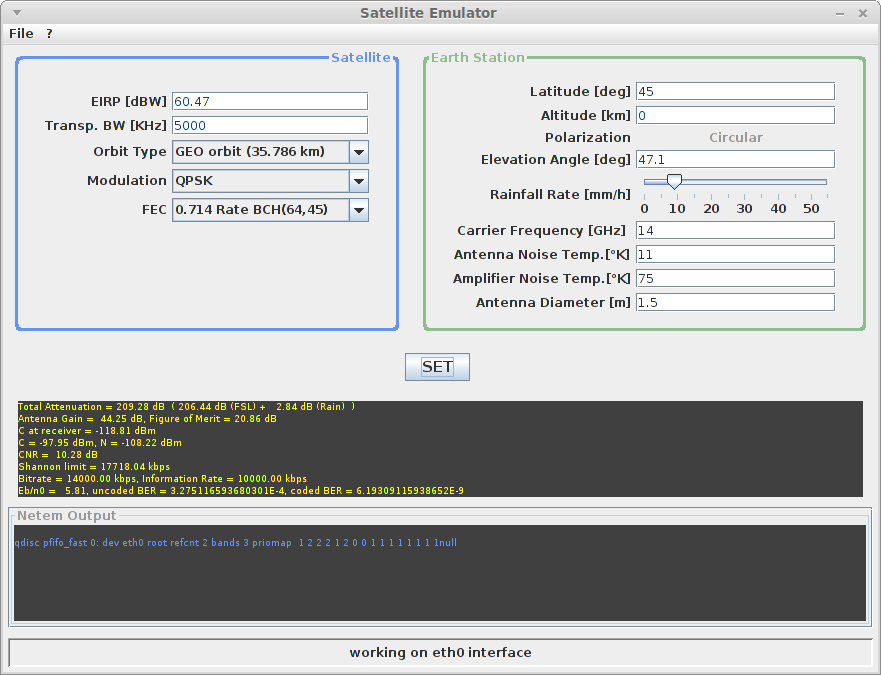 Satellite Emulator
File ?
Satellite
EIRP [dBW] 60.47
Transp. BW [KHz] 5000
Orbit Type GEO orbit (35.786 km)
Modulation QPSK
FEC 0.714 Rate BCH(64,45)
Earth Station
Latitude [deg] 45
Altitude [km] 0
Polarization Circular
Elevation Angle [deg] 47.1
Rainfall Rate [mm/h]
0 10 20 30 40 50
Carrier Frequency [GHz] 14
Antenna Noise Temp.[°K] 11
Amplifier Noise Temp.[°K] 75
Antenna Diameter [m] 1.5
SET
Total Attenuation = 209.28 dB ( 206.44 dB (FSL) + 2.84 dB (Rain) )
Antenna Gain = 44.25 dB, Figure of Merit = 20.86 dB
C at receiver = -118.81 dBm
C = -97.95 dBm, N = -108.22 dBm
CNR = 10.28 dB
Shannon limit = 17718.04 kbps
Bitrate = 14000.00 kbps, Information Rate = 10000.00 kbps
Eb/n0 = 5.81, uncoded BER = 3.275116593680301E-4, coded BER = 6.19309115938652E-9
Netem Output
qdisc pfifo_fast 0: dev eth0 root refcnt 2 bands 3 priomap 1 2 2 2 1 2 0 0 1 1 1 1 1 1 1 1null
working on eth0 interface